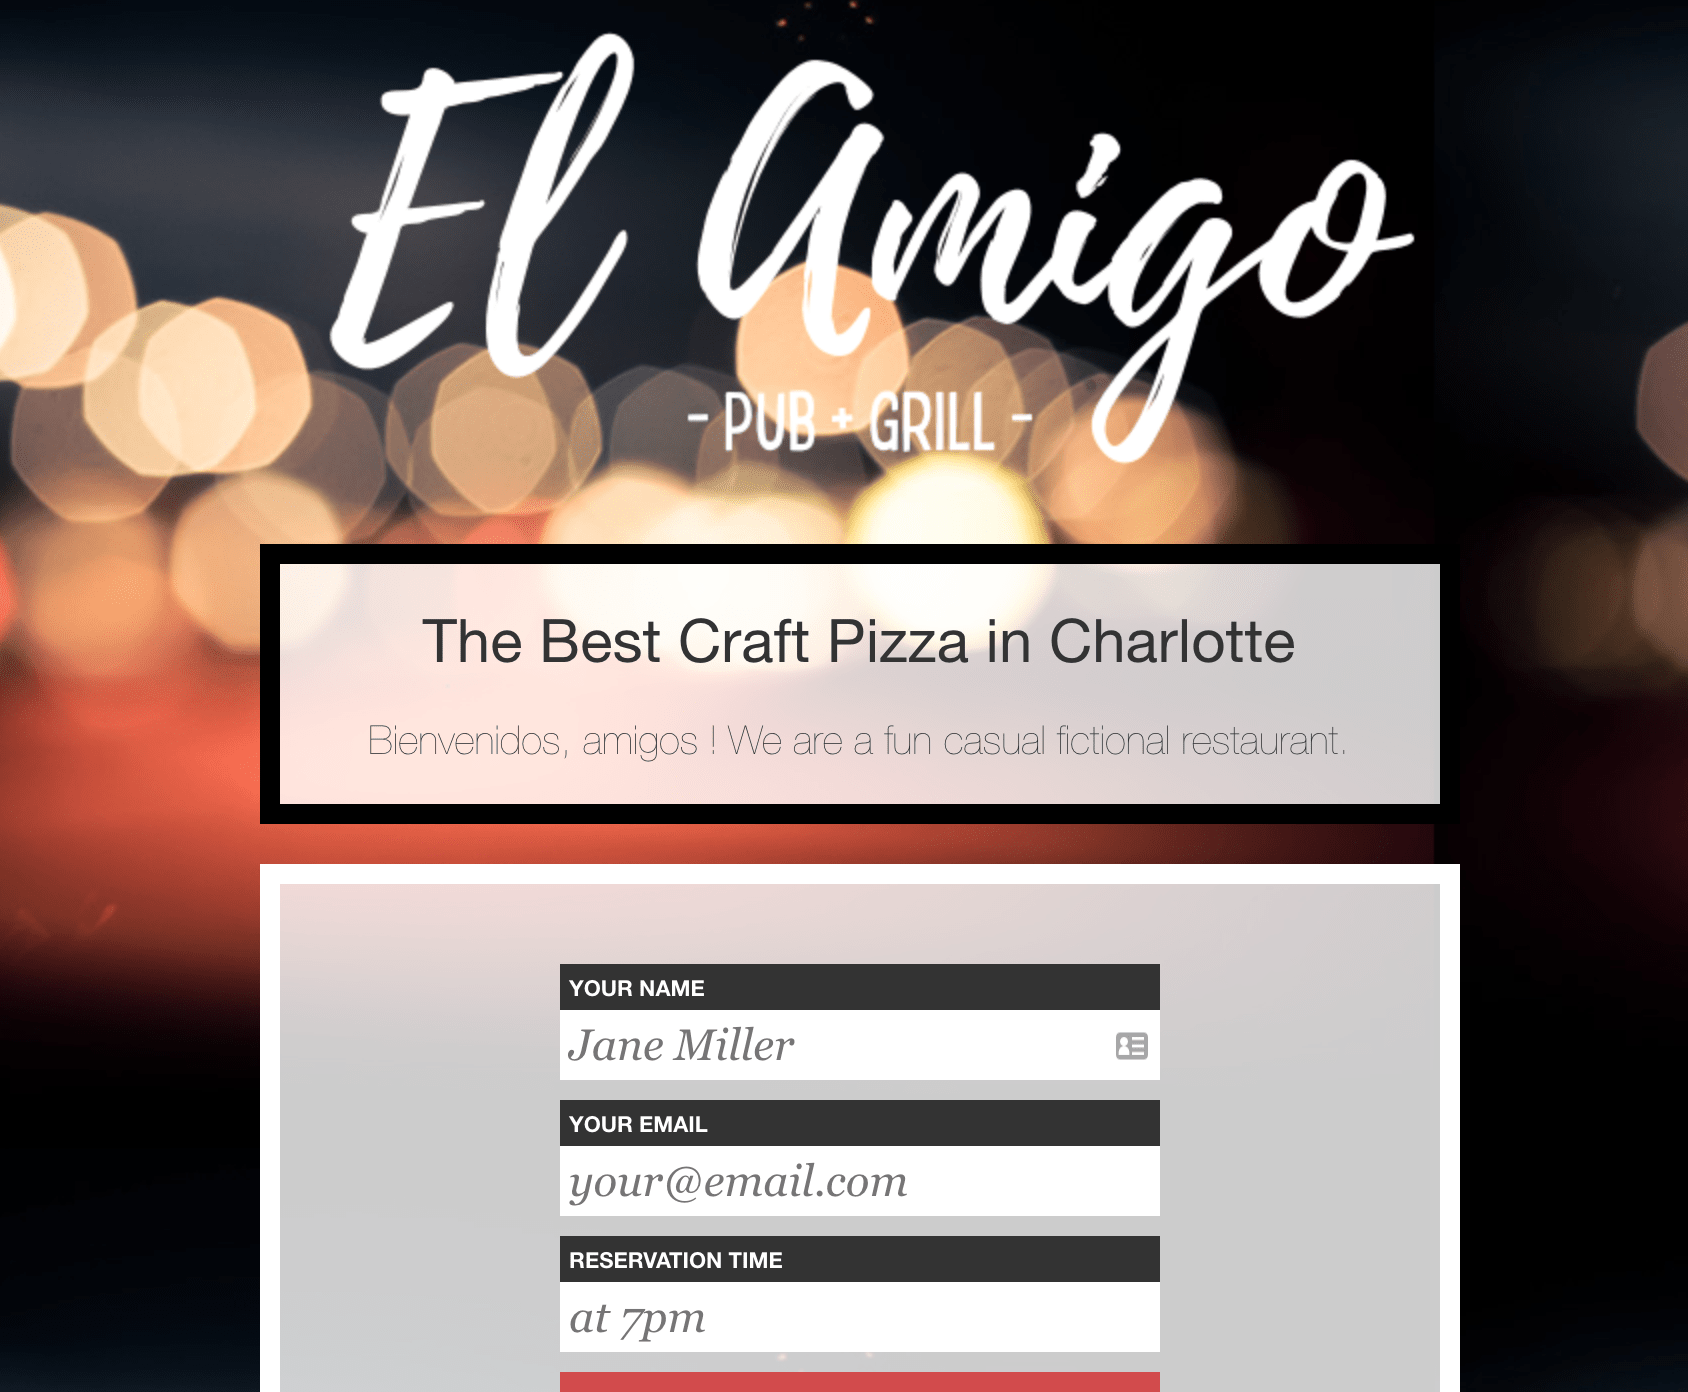 El Amigo
- PUB + GRILL -
The Best Craft Pizza in Charlotte
Bienvenidos, amigos ! We are a fun casual fictional restaurant.
YOUR NAME
Jane Miller
YOUR EMAIL
your@email.com
RESERVATION TIME
at 7pm